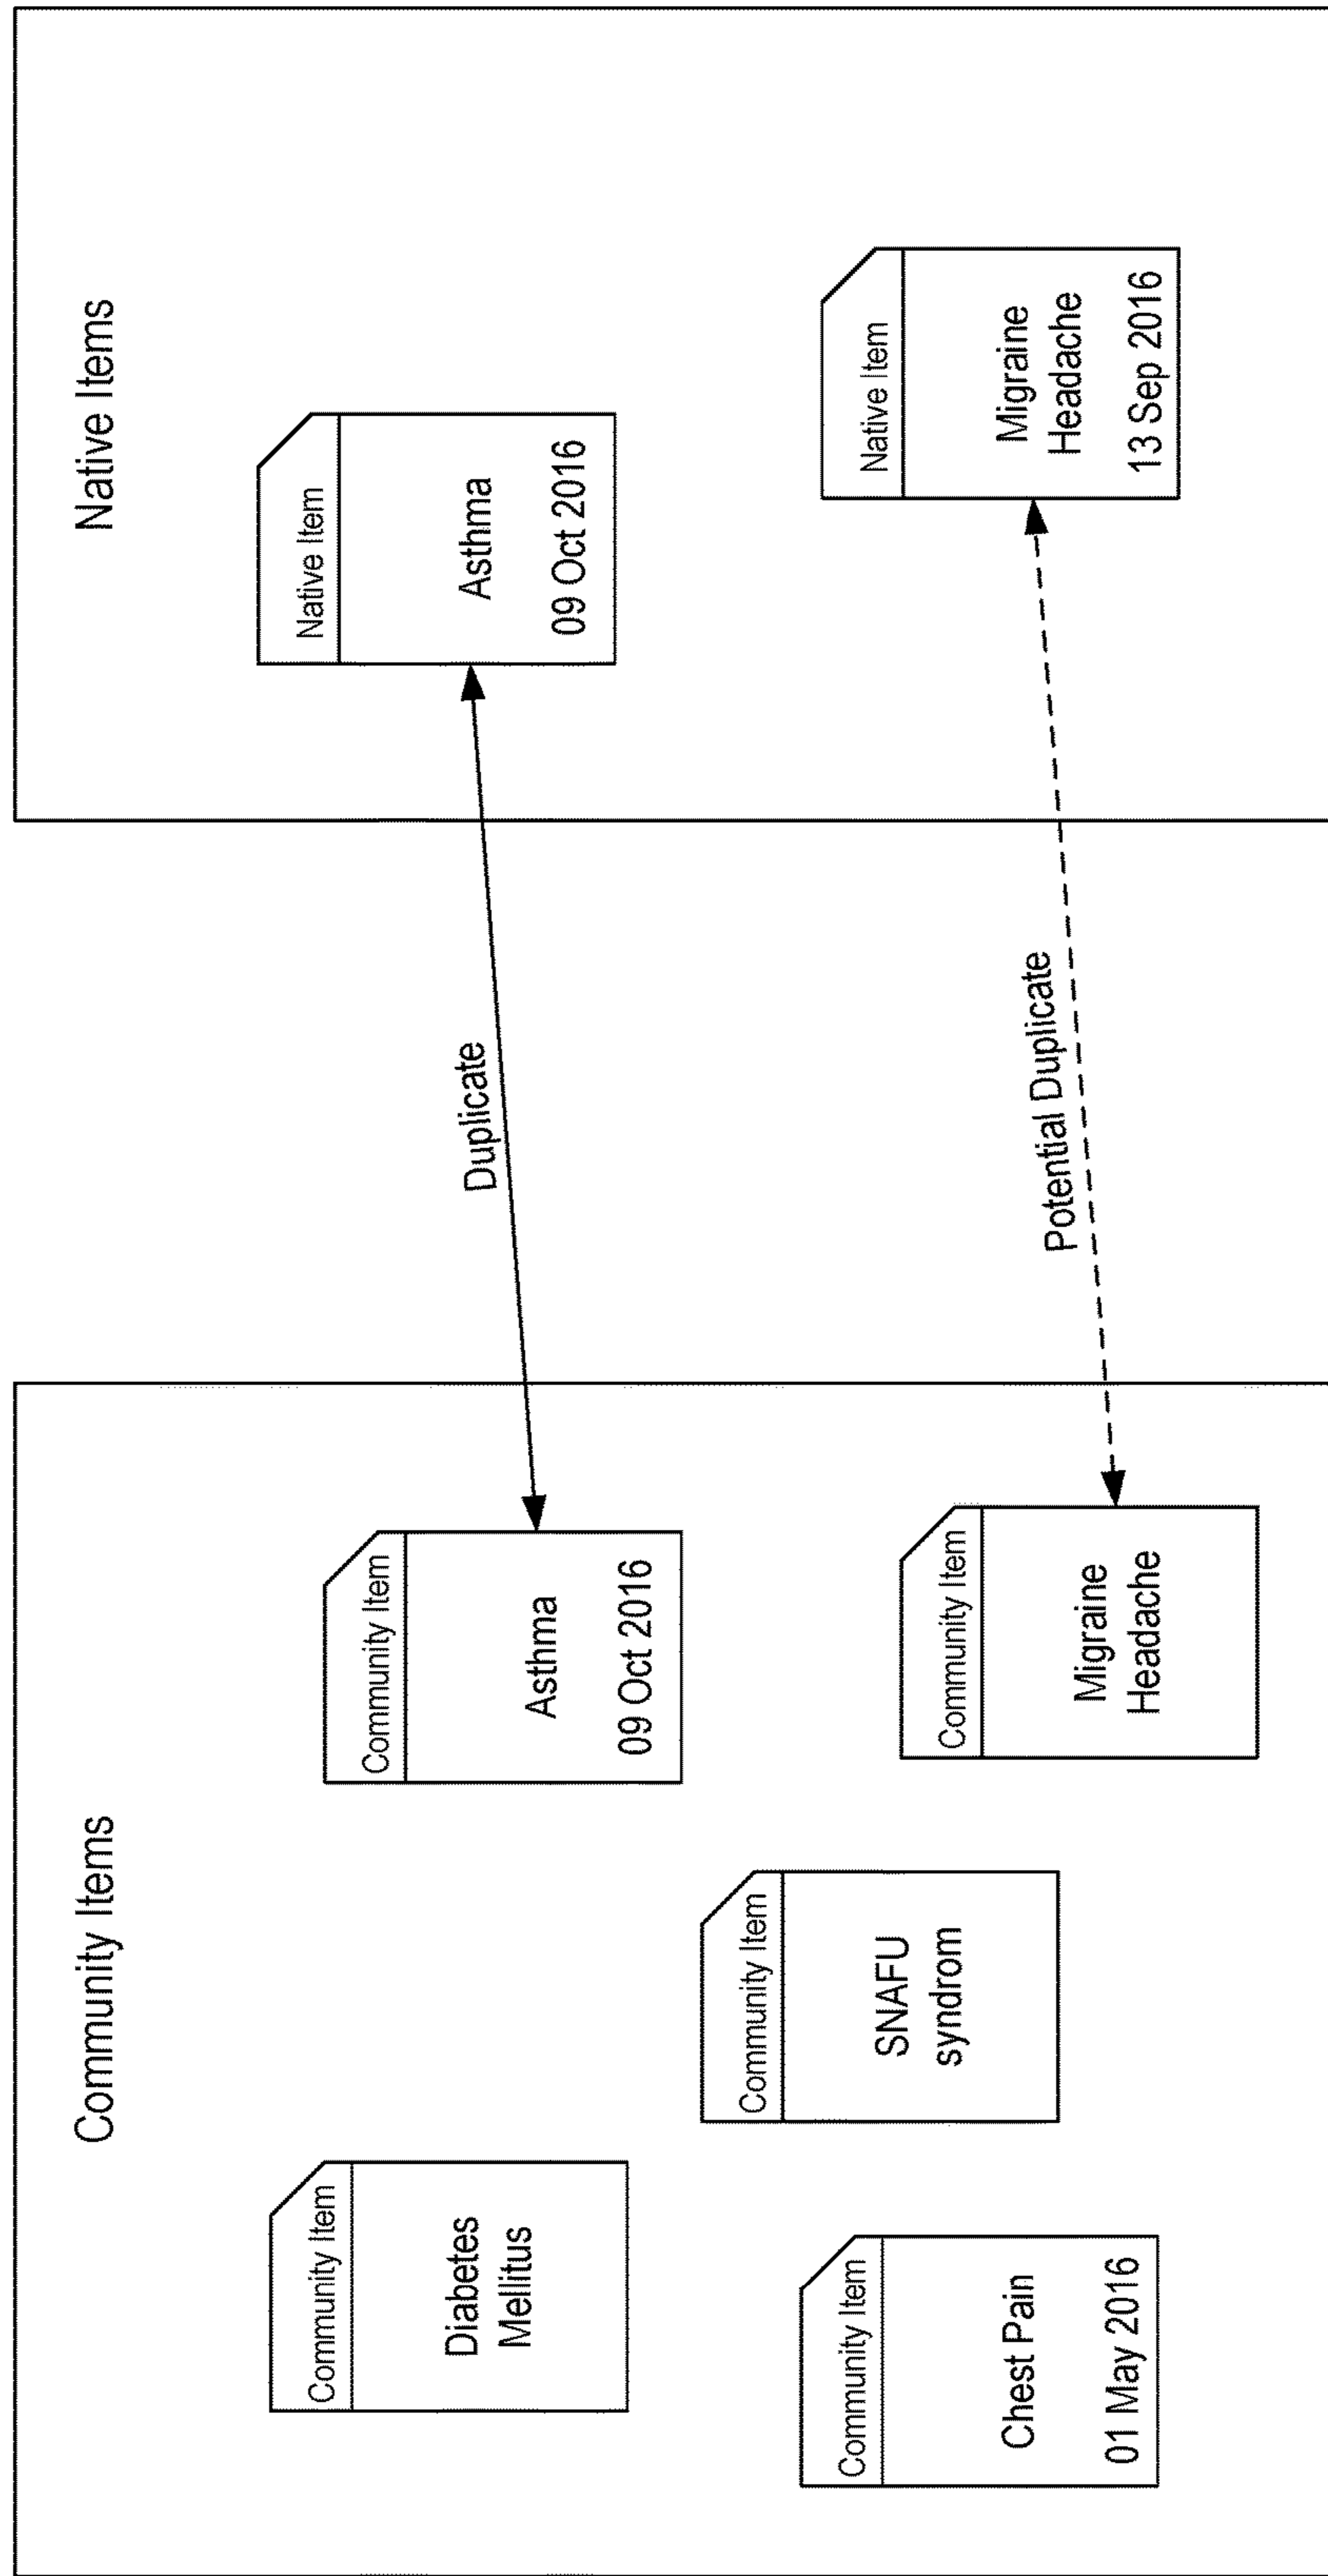 Community Items
Community Item
Diabetes
Mellitus
Community Item
Chest Pain
01 May 2016
Community Item
SNAFU
syndrom
Community Item
Asthma
09 Oct 2016
Community Item
Migraine
Headache
Duplicate
Potential Duplicate
Native Items
Native Item
Asthma
09 Oct 2016
Native Item
Migraine
Headache
13 Sep 2016